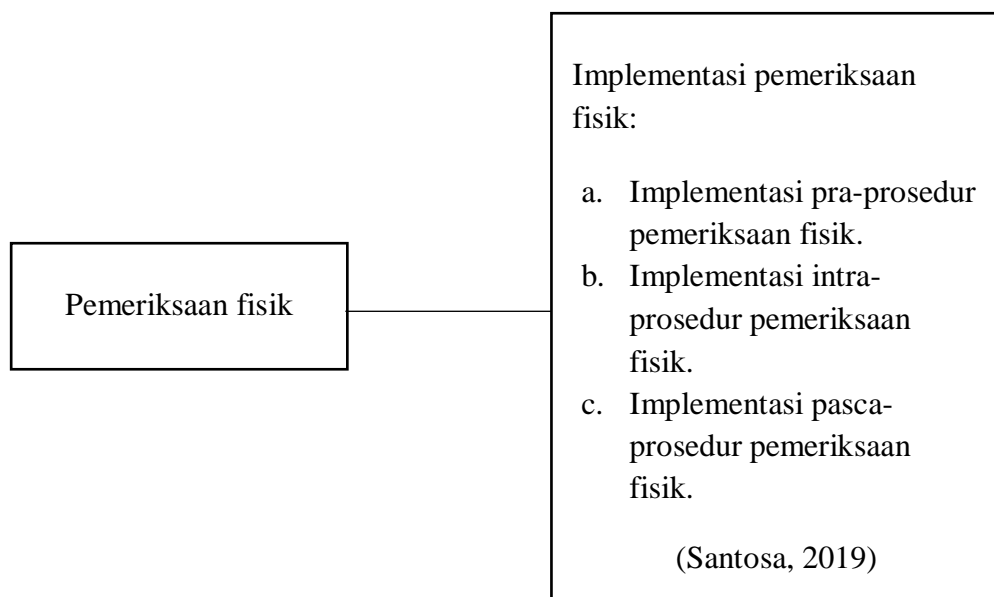 Pemeriksaan fisik
Implementasi pemeriksaan
fisik:
a. Implementasi pra-prosedur
pemeriksaan fisik.
b. Implementasi intra-
prosedur pemeriksaan
fisik.
c. Implementasi pasca-
prosedur pemeriksaan
fisik.
(Santosa, 2019)